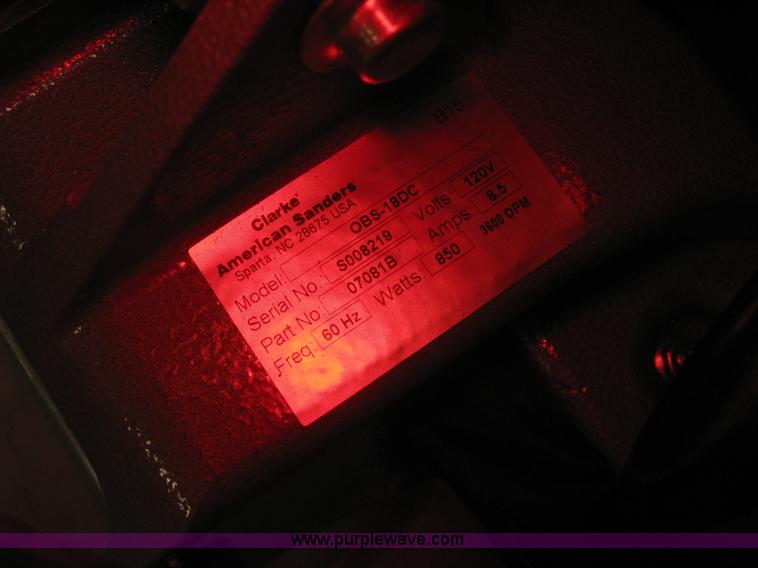 B15
Clarke®
American Sanders
Sparta, NC 28675 USA
Model: OBS-18DC
Serial No.: S008219 Volts: 120V
Part No: 07081B Amps: 8.5
Freq: 60 Hz Watts: 850 3600 OPM
www.purplewave.com